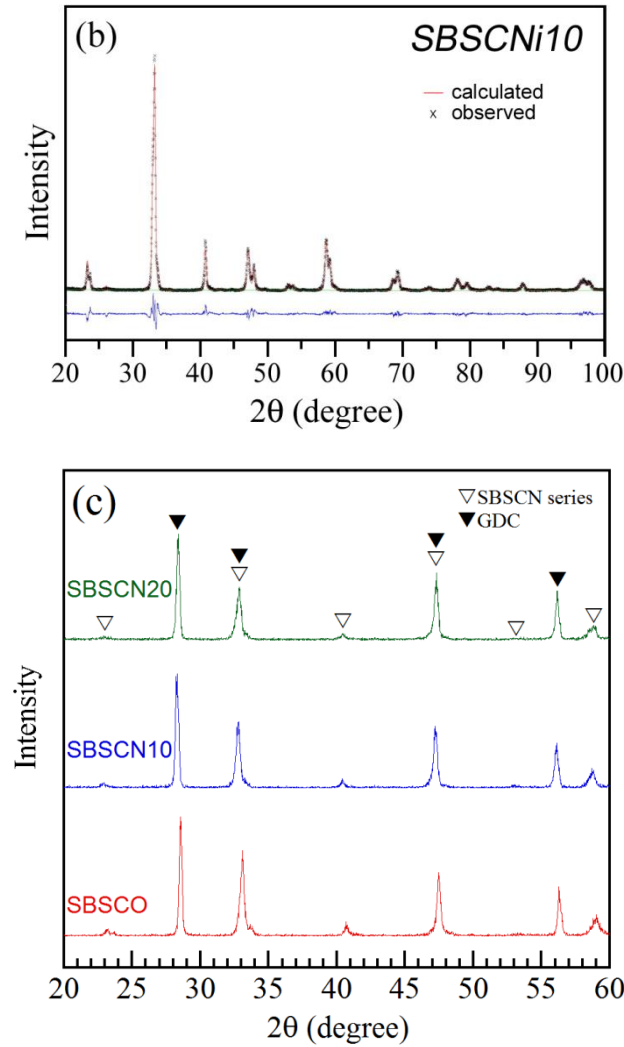 (b)
SBSCNi10
— calculated
× observed
Intensity
20 30 40 50 60 70 80 90 100
2θ (degree)
(c)
▽ SBSCN series
▼ GDC
SBSCN20
SBSCN10
SBSCO
Intensity
20 25 30 35 40 45 50 55 60
2θ (degree)